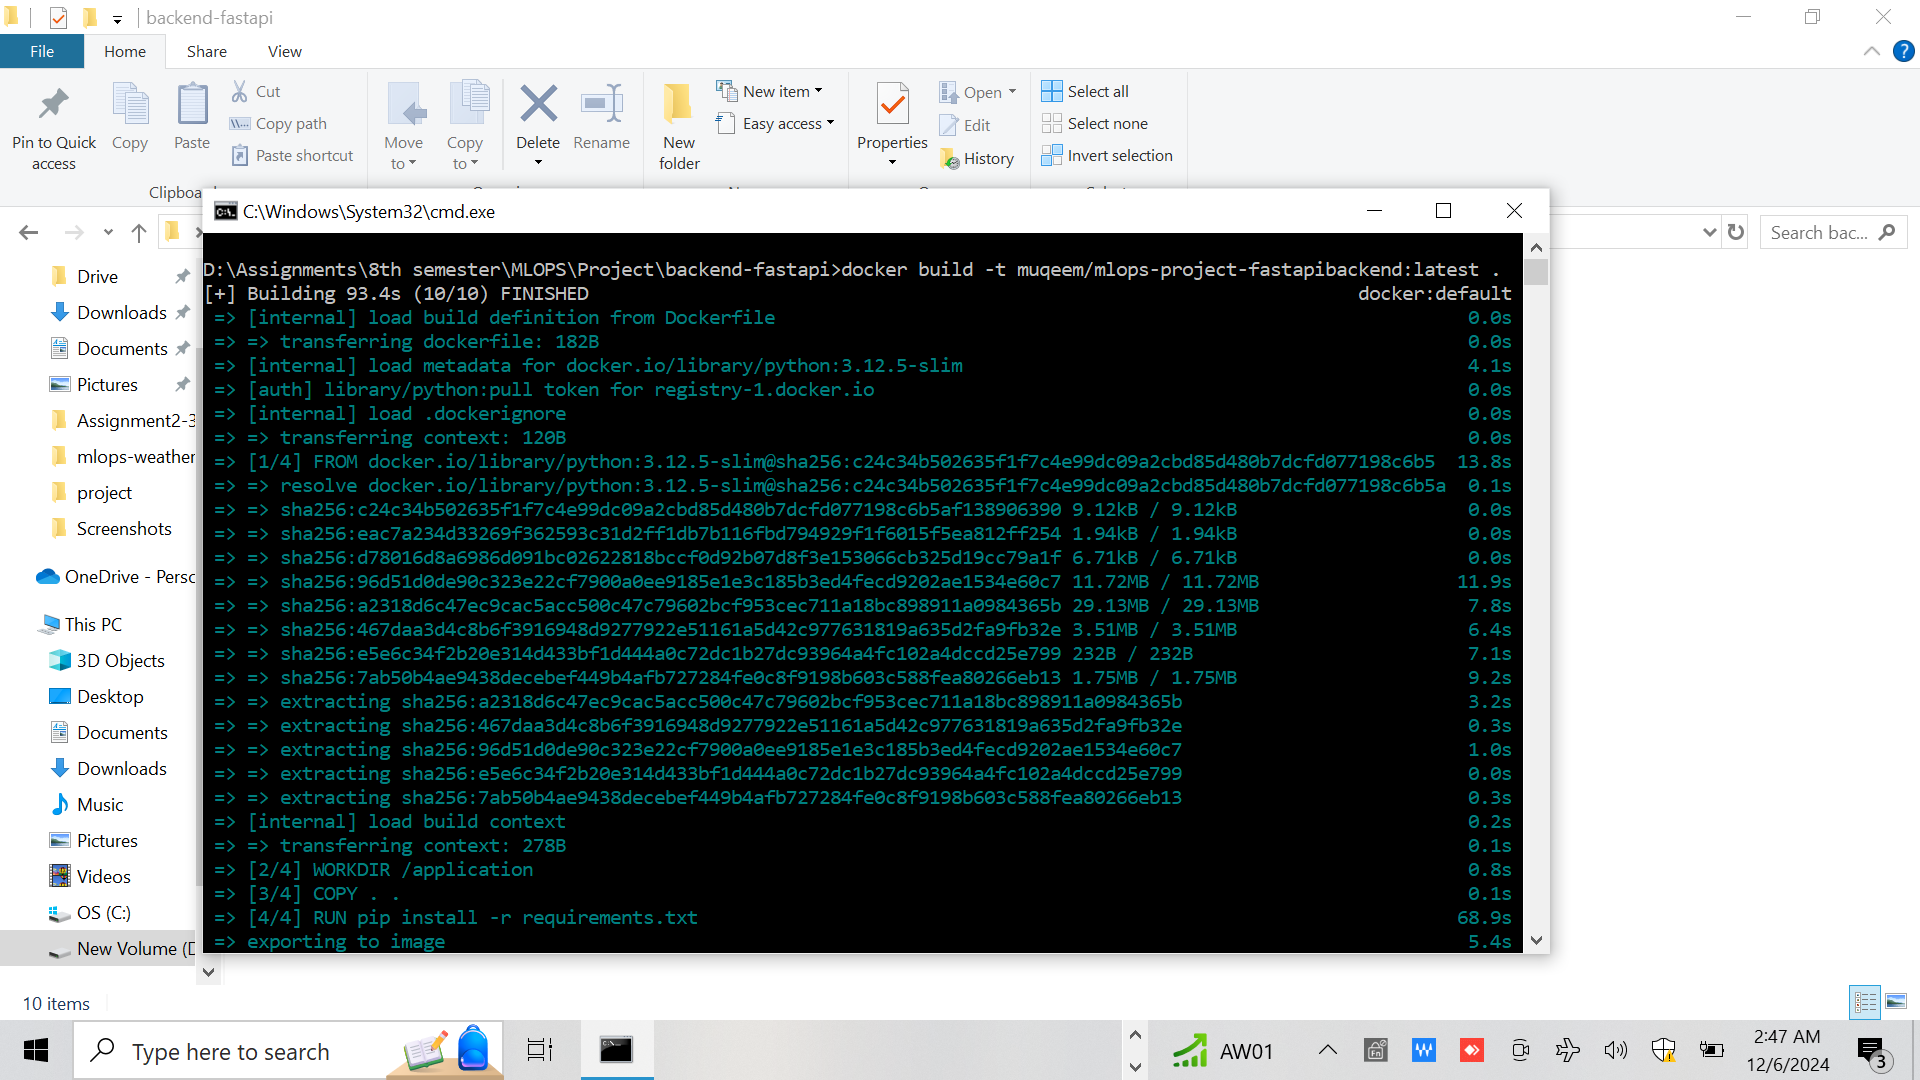 backend-fastapi
File
Home
Share
View
Pin to Quick access
Copy
Paste
Cut
Copy path
Paste shortcut
Move to
Copy to
Delete
Rename
New folder
New item
Easy access
Properties
Open
Edit
History
Select all
Select none
Invert selection
Search bac...
Drive
Downloads
Documents
Pictures
Assignment2-3
mlops-weather
project
Screenshots
OneDrive - Perso
This PC
3D Objects
Desktop
Documents
Downloads
Music
Pictures
Videos
OS (C:)
New Volume (D
10 items
C:\Windows\System32\cmd.exe
D:\Assignments\8th semester\MLOPS\Project\backend-fastapi>docker build -t muqeem/mlops-project-fastapibackend:latest .
[+] Building 93.4s (10/10) FINISHED docker:default
=> [internal] load build definition from Dockerfile 0.0s
=> => transferring dockerfile: 182B 0.0s
=> [internal] load metadata for docker.io/library/python:3.12.5-slim 4.1s
=> [auth] library/python:pull token for registry-1.docker.io 0.0s
=> [internal] load .dockerignore 0.0s
=> => transferring context: 120B 0.0s
=> [1/4] FROM docker.io/library/python:3.12.5-slim@sha256:c24c34b502635f1f7c4e99dc09a2cbd85d480b7dcfd077198c6b5 13.8s
=> => resolve docker.io/library/python:3.12.5-slim@sha256:c24c34b502635f1f7c4e99dc09a2cbd85d480b7dcfd077198c6b5a 0.1s
=> => sha256:c24c34b502635f1f7c4e99dc09a2cbd85d480b7dcfd077198c6b5af138906390 9.12kB / 9.12kB 0.0s
=> => sha256:eac7a234d33269f362593c31d2ff1db7b116fbd794929f1f6015f5ea812ff254 1.94kB / 1.94kB 0.0s
=> => sha256:d78016d8a6986d091bc02622818bccf0d92b07d8f3e153066cb325d19cc79a1f 6.71kB / 6.71kB 0.0s
=> => sha256:96d51d0de90c323e22cf7900a0ee9185e1e3c185b3ed4fecd9202ae1534e60c7 11.72MB / 11.72MB 11.9s
=> => sha256:a2318d6c47ec9cac5acc500c47c79602bcf953cec711a18bc898911a0984365b 29.13MB / 29.13MB 7.8s
=> => sha256:467daa3d4c8b6f3916948d9277922e51161a5d42c977631819a635d2fa9fb32e 3.51MB / 3.51MB 6.4s
=> => sha256:e5e6c34f2b20e314d433bf1d444a0c72dc1b27dc93964a4fc102a4dccd25e799 232B / 232B 7.1s
=> => sha256:7ab50b4ae9438decebef449b4afb727284fe0c8f9198b603c588fea80266eb13 1.75MB / 1.75MB 9.2s
=> => extracting sha256:a2318d6c47ec9cac5acc500c47c79602bcf953cec711a18bc898911a0984365b 3.2s
=> => extracting sha256:467daa3d4c8b6f3916948d9277922e51161a5d42c977631819a635d2fa9fb32e 0.3s
=> => extracting sha256:96d51d0de90c323e22cf7900a0ee9185e1e3c185b3ed4fecd9202ae1534e60c7 1.0s
=> => extracting sha256:e5e6c34f2b20e314d433bf1d444a0c72dc1b27dc93964a4fc102a4dccd25e799 0.0s
=> => extracting sha256:7ab50b4ae9438decebef449b4afb727284fe0c8f9198b603c588fea80266eb13 0.3s
=> [internal] load build context 0.2s
=> => transferring context: 278B 0.1s
=> [2/4] WORKDIR /application 0.8s
=> [3/4] COPY . . 0.1s
=> [4/4] RUN pip install -r requirements.txt 68.9s
=> exporting to image 5.4s
Type here to search
AW01
2:47 AM
12/6/2024
3